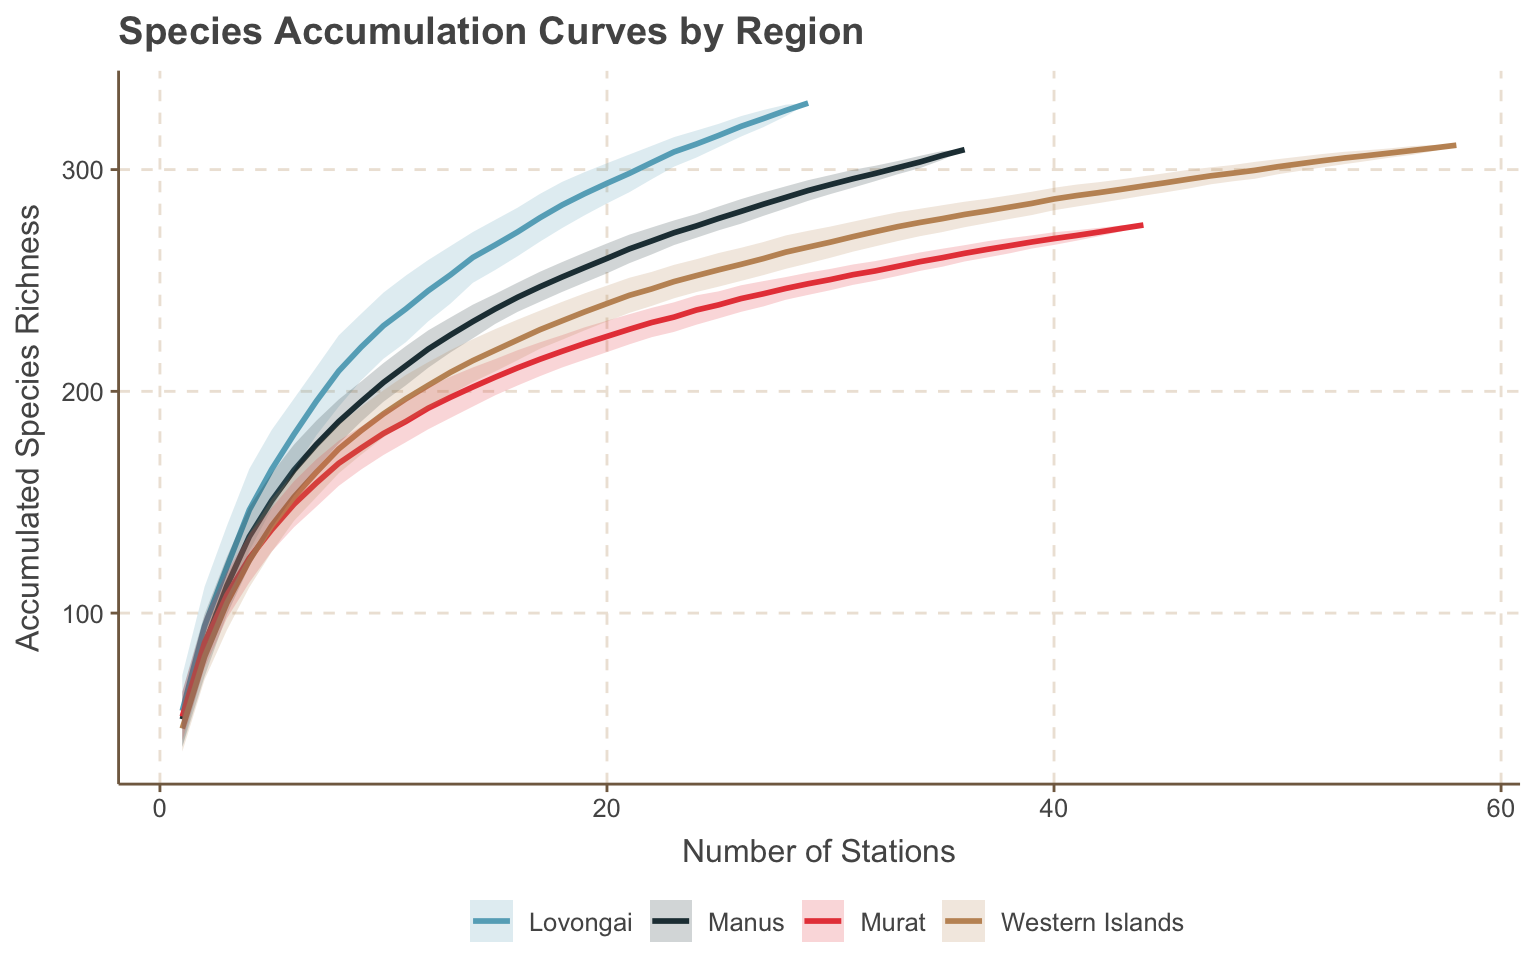 Species Accumulation Curves by Region
Accumulated Species Richness
300
200
100
0 20 40 60
Number of Stations
Lovongai Manus Murat Western Islands